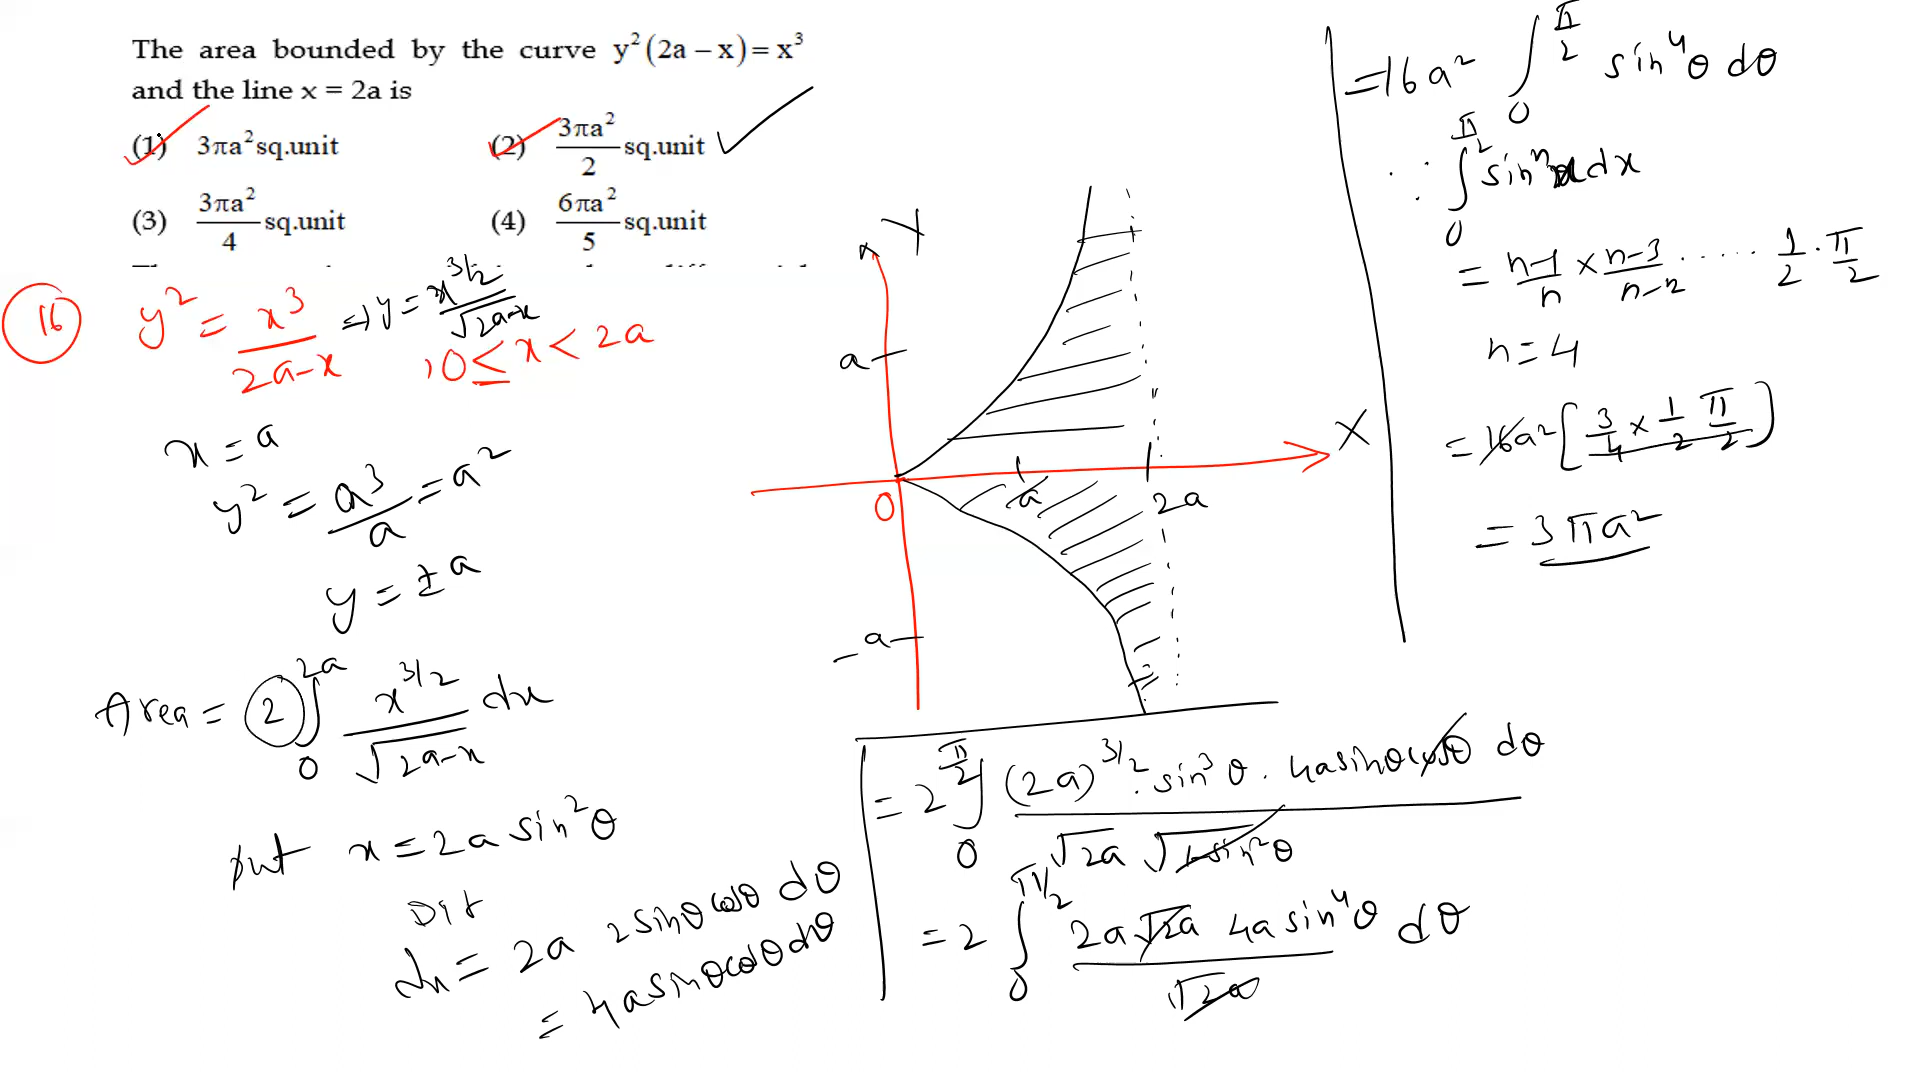 The area bounded by the curve y²(2a − x) = x³
and the line x = 2a is
(1) 3πa² sq.unit
(2) 3πa²/2 sq.unit
(3) 3πa²/4 sq.unit
(4) 6πa²/5 sq.unit
16
y² = x³/(2a−x) ⇒ y = x^(3/2)/√(2a−x)
, 0 ≤ x < 2a
x = a
y² = a³/a = a²
y = ±a
Area = 2 ∫₀^(2a) x^(3/2)/√(2a−x) dx
put x = 2a sin²θ
Dif
dx = 2a 2sinθcosθ dθ
= 4a sinθcosθ dθ
Y
a
X
0
a
2a
−a
= 2 ∫₀^(π/2) (2a)^(3/2) · sin³θ · 4a sinθ cosθ dθ / √2a √(1−sin²θ)
= 2 ∫₀^(π/2) 2a √2a 4a sin⁴θ / √2a dθ
= 16a² ∫₀^(π/2) sin⁴θ dθ
∵ ∫₀^(π/2) sinⁿx dx
= (n−1)/n × (n−3)/(n−2) ..... 1/2 · π/2
n = 4
= 16a² [3/4 × 1/2 π/2]
= 3πa²